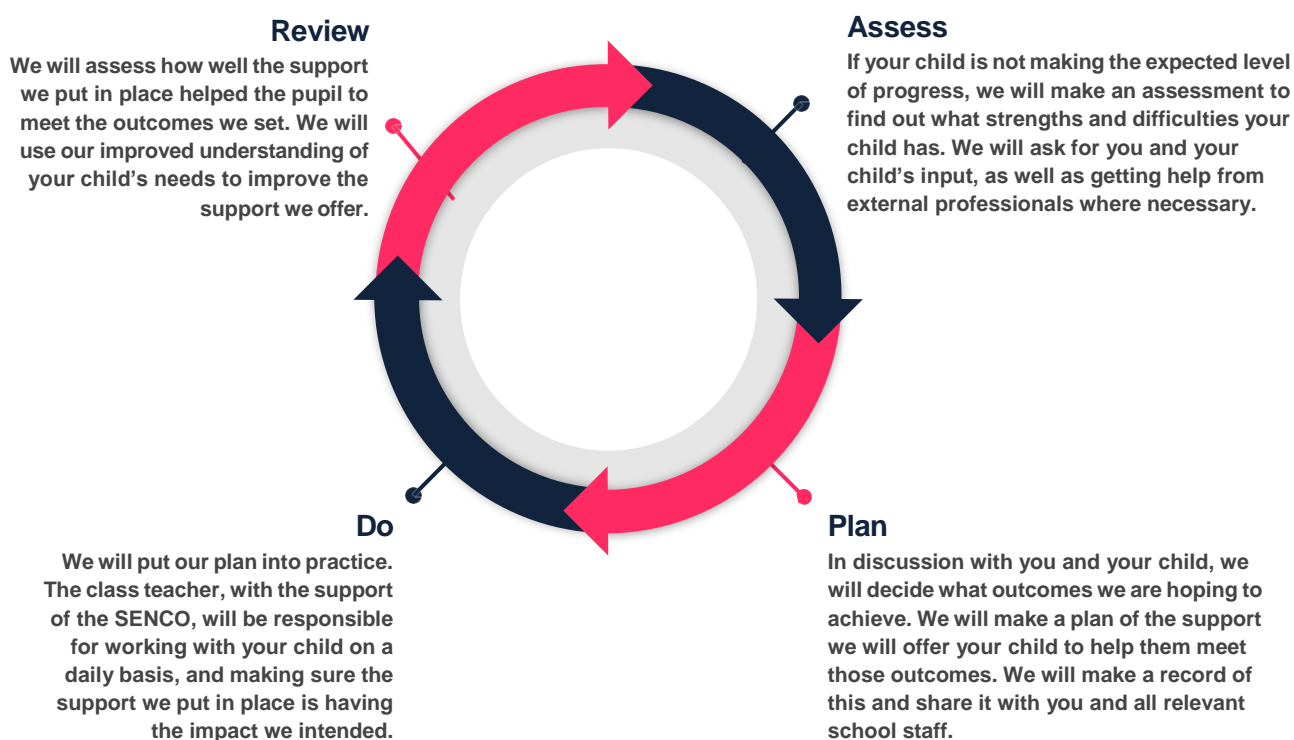 Review
We will assess how well the support
we put in place helped the pupil to
meet the outcomes we set. We will
use our improved understanding of
your child’s needs to improve the
support we offer.
Assess
If your child is not making the expected level
of progress, we will make an assessment to
find out what strengths and difficulties your
child has. We will ask for you and your
child’s input, as well as getting help from
external professionals where necessary.
Do
We will put our plan into practice.
The class teacher, with the support
of the SENCO, will be responsible
for working with your child on a
daily basis, and making sure the
support we put in place is having
the impact we intended.
Plan
In discussion with you and your child, we
will decide what outcomes we are hoping to
achieve. We will make a plan of the support
we will offer your child to help them meet
those outcomes. We will make a record of
this and share it with you and all relevant
school staff.